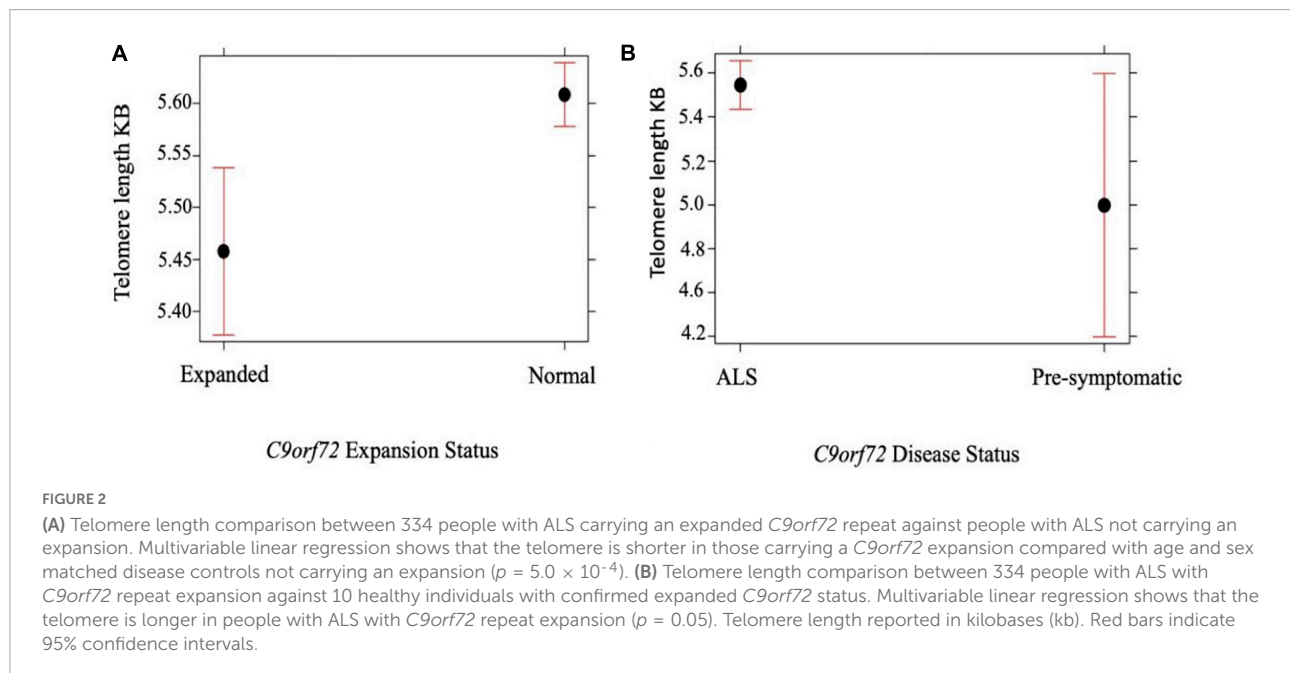 A
B
Telomere length KB
5.60
5.55
5.50
5.45
5.40
Expanded
Normal
C9orf72 Expansion Status
Telomere length KB
5.6
5.4
5.2
5.0
4.8
4.6
4.2
ALS
Pre-symptomatic
C9orf72 Disease Status
FIGURE 2
(A) Telomere length comparison between 334 people with ALS carrying an expanded C9orf72 repeat against people with ALS not carrying an
expansion. Multivariable linear regression shows that the telomere is shorter in those carrying a C9orf72 expansion compared with age and sex
matched disease controls not carrying an expansion (p = 5.0 × 10⁻⁴). (B) Telomere length comparison between 334 people with ALS with
C9orf72 repeat expansion against 10 healthy individuals with confirmed expanded C9orf72 status. Multivariable linear regression shows that the
telomere is longer in people with ALS with C9orf72 repeat expansion (p = 0.05). Telomere length reported in kilobases (kb). Red bars indicate
95% confidence intervals.